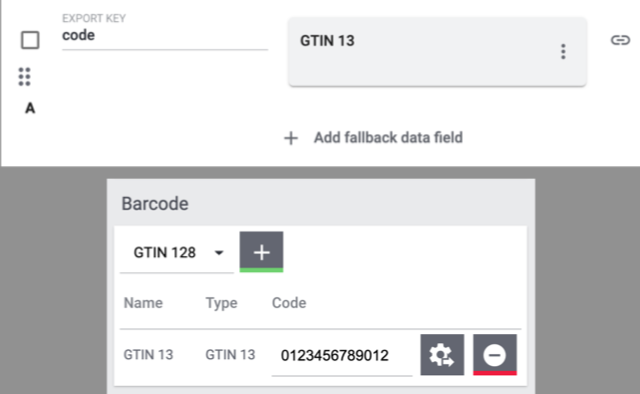 EXPORT KEY
code
GTIN 13
A
Add fallback data field
Barcode
GTIN 128
Name Type Code
GTIN 13 GTIN 13 0123456789012